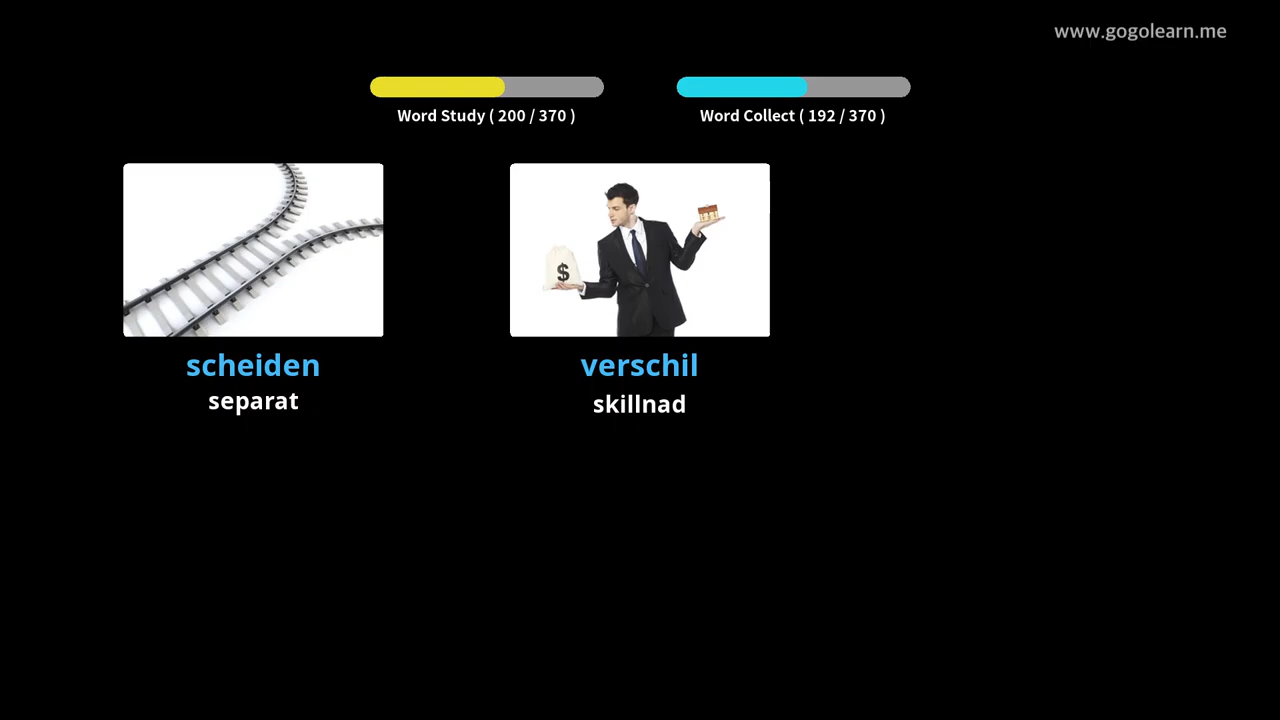 www.gogolearn.me
Word Study ( 200 / 370 )
Word Collect ( 192 / 370 )
$
scheiden
separat
verschil
skillnad